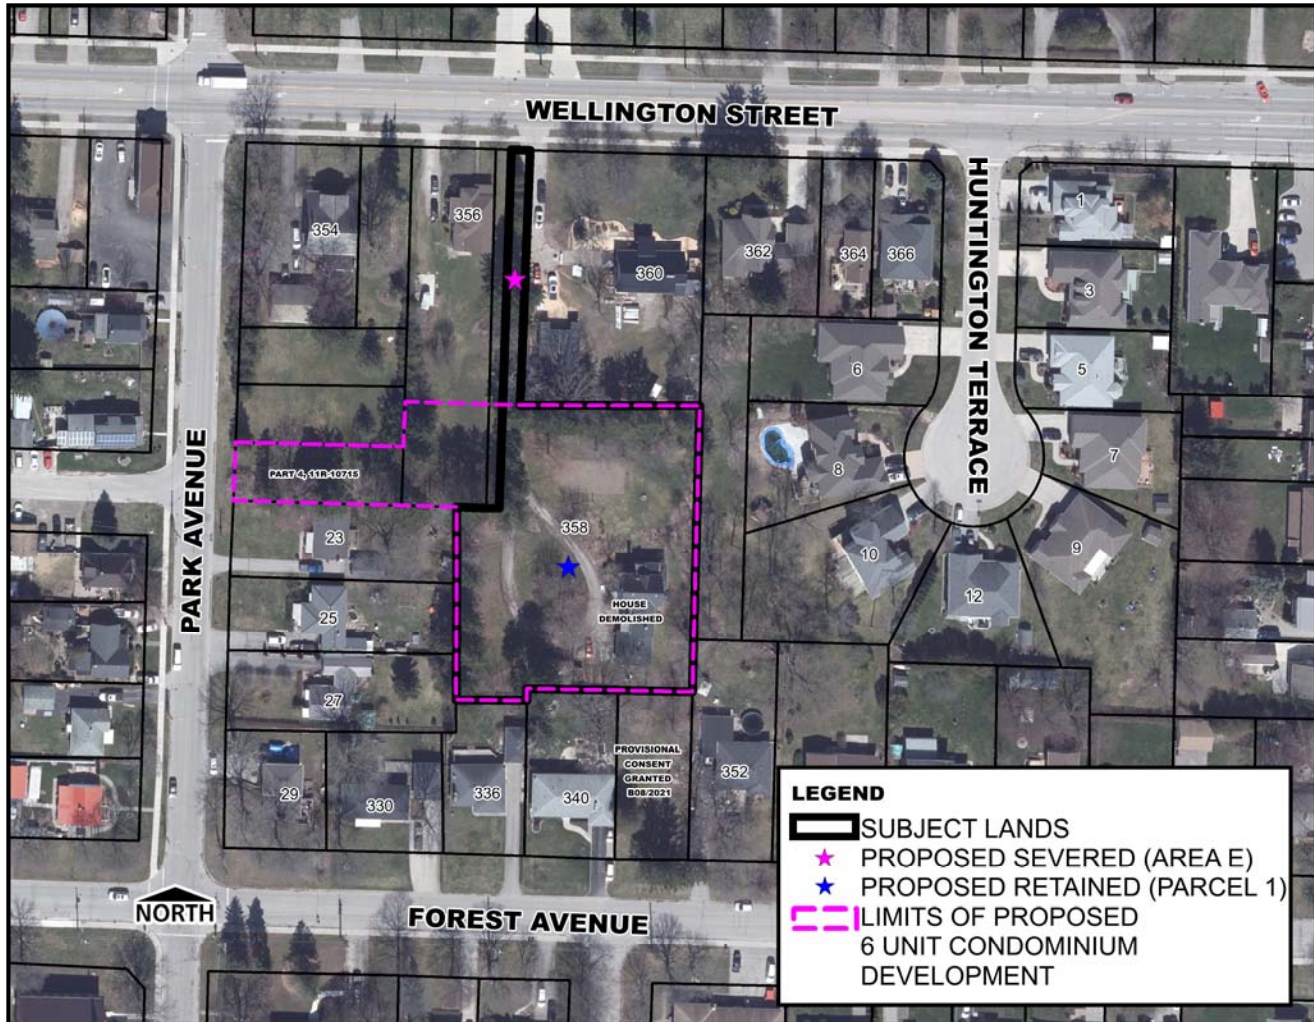 WELLINGTON STREET
HUNTINGTON TERRACE
PARK AVENUE
FOREST AVENUE
354
356
360
362
364
366
1
3
5
6
7
8
9
10
12
PART 4, 11R-10715
23
25
27
29
358
HOUSE
DEMOLISHED
330
336
340
PROVISIONAL
CONSENT
GRANTED
B08/2021
352
NORTH
LEGEND
SUBJECT LANDS
PROPOSED SEVERED (AREA E)
PROPOSED RETAINED (PARCEL 1)
LIMITS OF PROPOSED
6 UNIT CONDOMINIUM
DEVELOPMENT